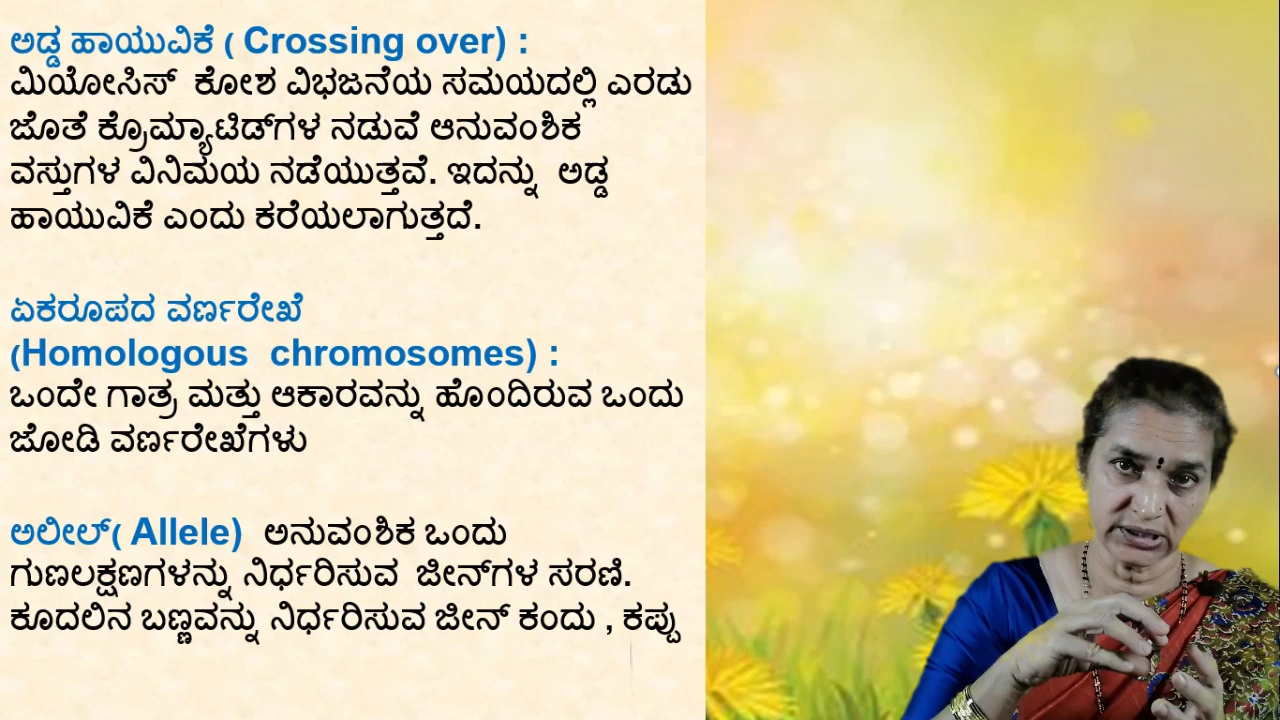 ಅಡ್ಡ ಹಾಯುವಿಕೆ ( Crossing over) :
ಮಿಯೋಸಿಸ್ ಕೋಶ ವಿಭಜನೆಯ ಸಮಯದಲ್ಲಿ ಎರಡು
ಜೊತೆ ಕ್ರೊಮ್ಯಾಟಿಡ್‌ಗಳ ನಡುವೆ ಆನುವಂಶಿಕ
ವಸ್ತುಗಳ ವಿನಿಮಯ ನಡೆಯುತ್ತವೆ. ಇದನ್ನು ಅಡ್ಡ
ಹಾಯುವಿಕೆ ಎಂದು ಕರೆಯಲಾಗುತ್ತದೆ.
ಏಕರೂಪದ ವರ್ಣರೇಖೆ
(Homologous chromosomes) :
ಒಂದೇ ಗಾತ್ರ ಮತ್ತು ಆಕಾರವನ್ನು ಹೊಂದಿರುವ ಒಂದು
ಜೋಡಿ ವರ್ಣರೇಖೆಗಳು
ಅಲೀಲ್( Allele) ಅನುವಂಶಿಕ ಒಂದು
ಗುಣಲಕ್ಷಣಗಳನ್ನು ನಿರ್ಧರಿಸುವ ಜೀನ್‌ಗಳ ಸರಣಿ.
ಕೂದಲಿನ ಬಣ್ಣವನ್ನು ನಿರ್ಧರಿಸುವ ಜೀನ್ ಕಂದು , ಕಪ್ಪು